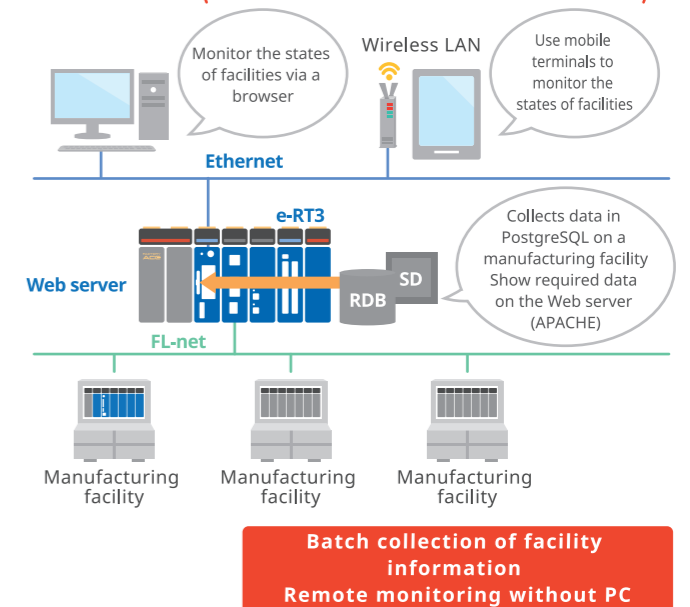 Monitor the states
of facilities via a
browser
Wireless LAN
Use mobile
terminals to
monitor the
states of facilities
Ethernet
e-RT3
Collects data in
PostgreSQL on a
manufacturing facility
Show required data
on the Web server
(APACHE)
Web server
SD
RDB
FL-net
Manufacturing
facility
Manufacturing
facility
Manufacturing
facility
Batch collection of facility
information
Remote monitoring without PC